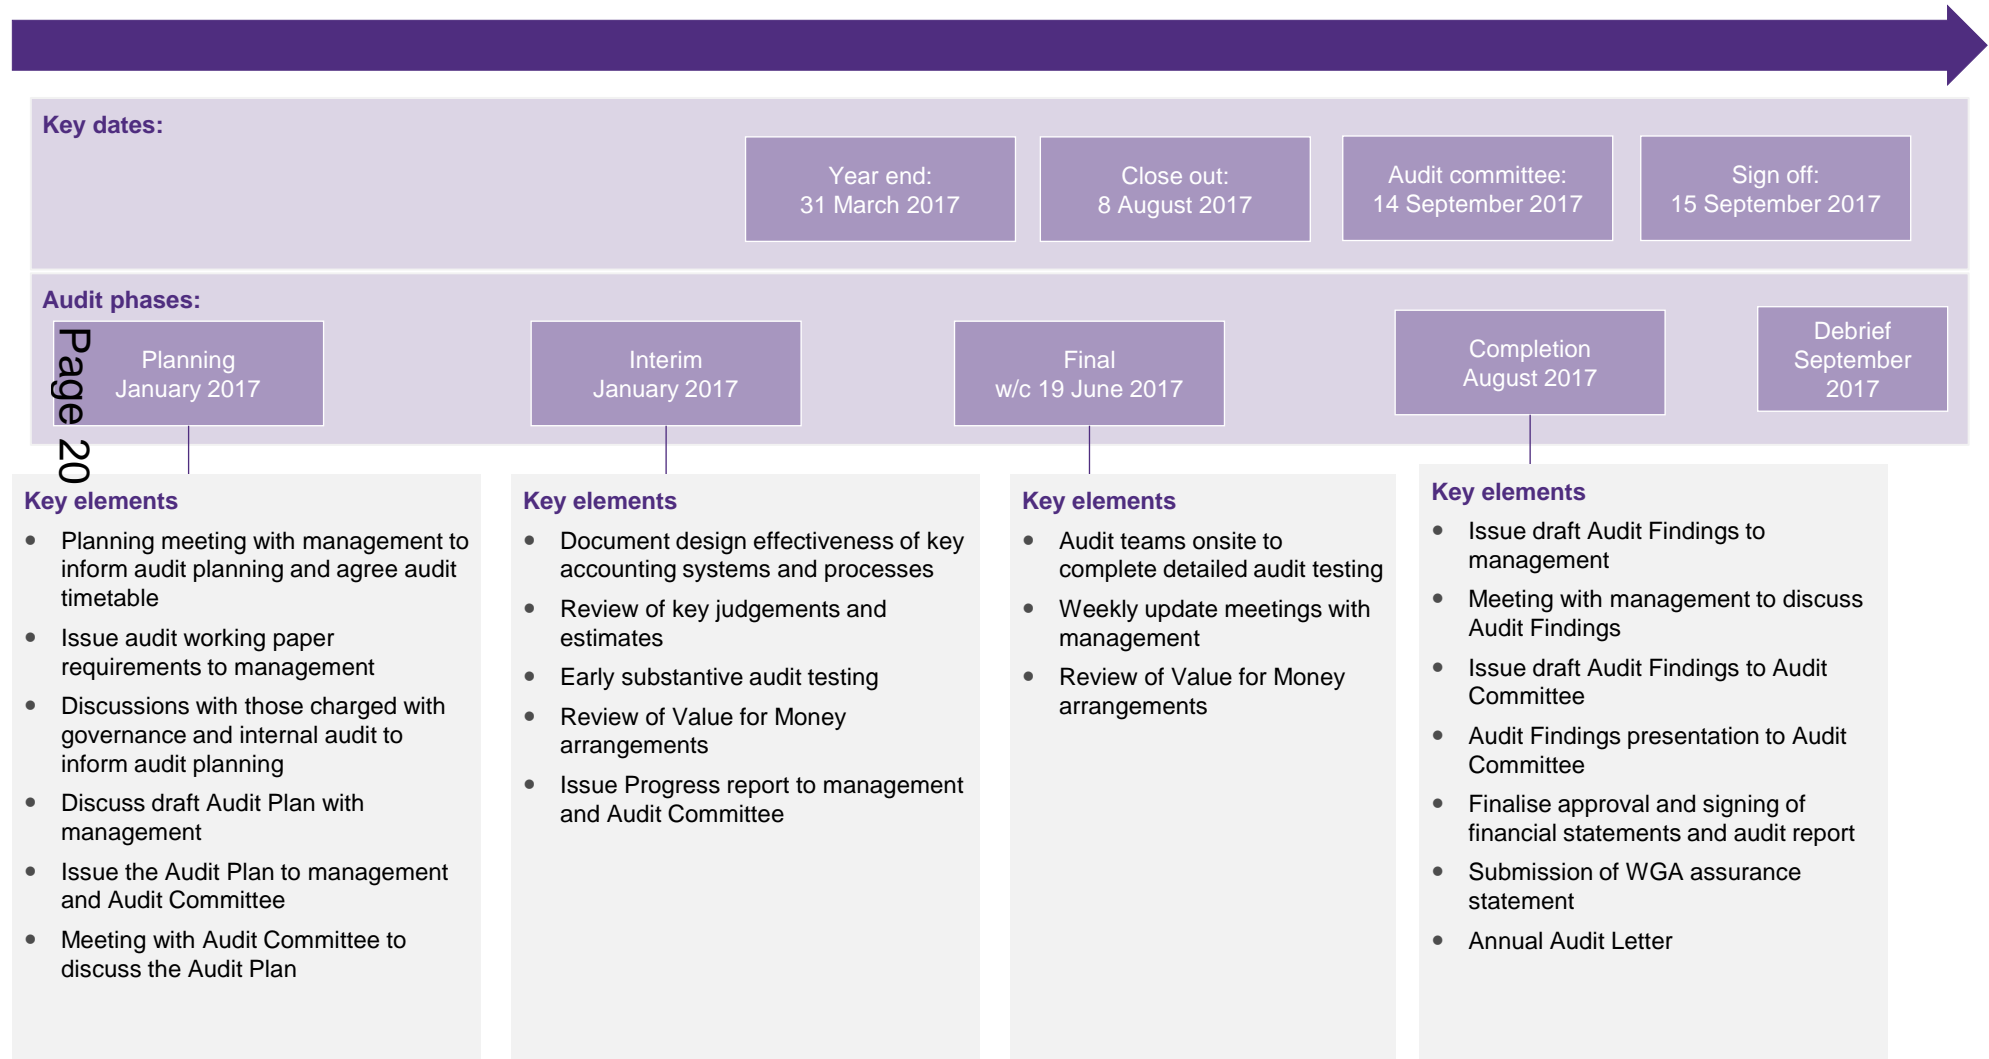 Key dates:
Year end:
31 March 2017
Close out:
8 August 2017
Audit committee:
14 September 2017
Sign off:
15 September 2017
Audit phases:
Page 20
Planning
January 2017
Interim
January 2017
Final
w/c 19 June 2017
Completion
August 2017
Debrief
September
2017
Key elements
• Planning meeting with management to
inform audit planning and agree audit
timetable
• Issue audit working paper
requirements to management
• Discussions with those charged with
governance and internal audit to
inform audit planning
• Discuss draft Audit Plan with
management
• Issue the Audit Plan to management
and Audit Committee
• Meeting with Audit Committee to
discuss the Audit Plan
Key elements
• Document design effectiveness of key
accounting systems and processes
• Review of key judgements and
estimates
• Early substantive audit testing
• Review of Value for Money
arrangements
• Issue Progress report to management
and Audit Committee
Key elements
• Audit teams onsite to
complete detailed audit testing
• Weekly update meetings with
management
• Review of Value for Money
arrangements
Key elements
• Issue draft Audit Findings to
management
• Meeting with management to discuss
Audit Findings
• Issue draft Audit Findings to Audit
Committee
• Audit Findings presentation to Audit
Committee
• Finalise approval and signing of
financial statements and audit report
• Submission of WGA assurance
statement
• Annual Audit Letter